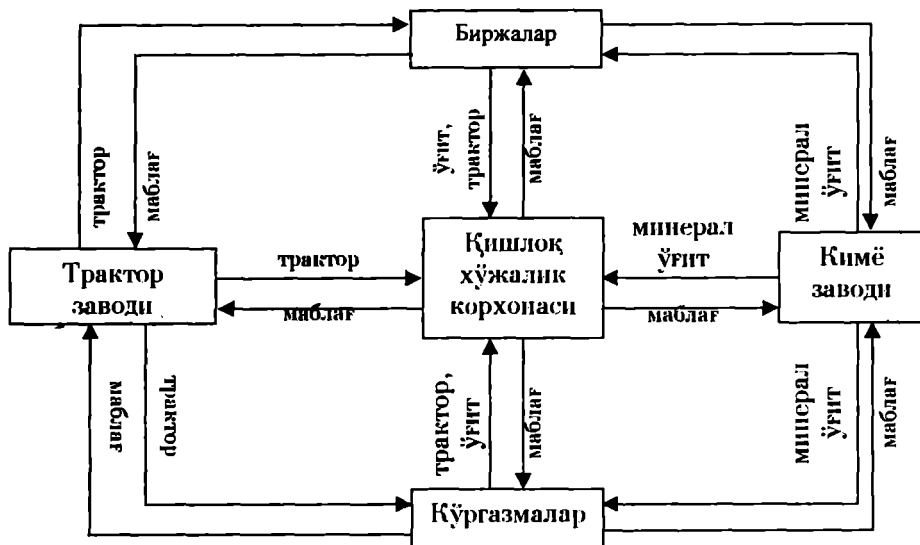 Биржалар
трактор
маблағ
ўғит,
трактор
маблағ
минерал
ўғит
маблағ
Трактор
заводи
трактор
маблағ
Қишлоқ
хўжалик
корхонаси
минерал
ўғит
маблағ
Кимё
заводи
маблағ
трактор
трактор,
ўғит
маблағ
минерал
ўғит
маблағ
Кўргазмалар